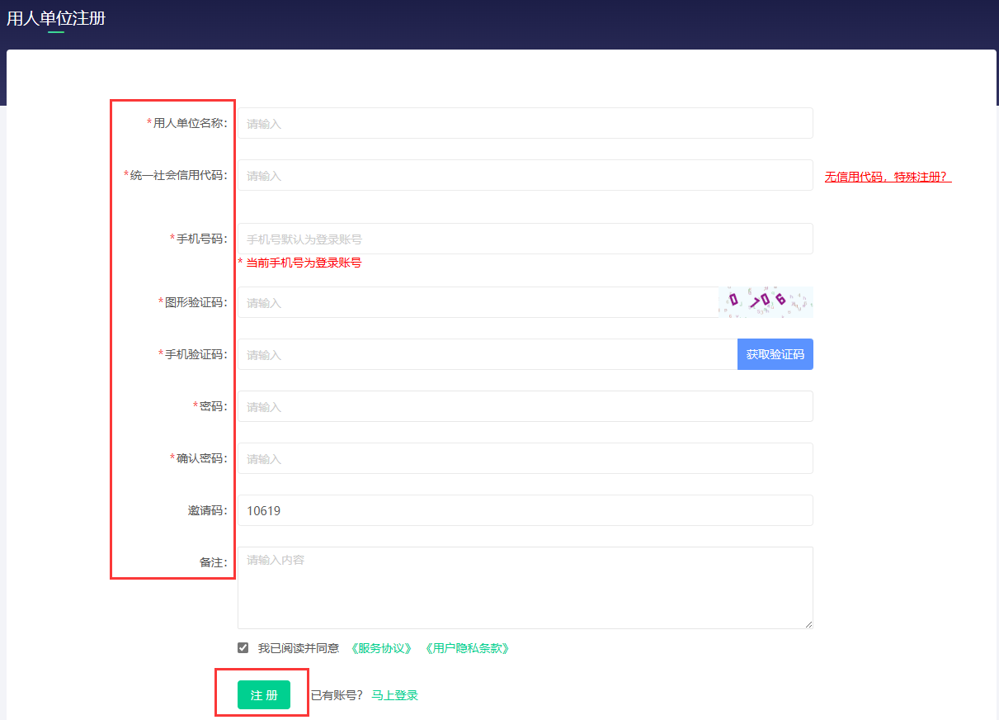 用人单位注册
*用人单位名称： 请输入
*统一社会信用代码： 请输入 无信用代码，特殊注册？
*手机号码： 手机号默认为登录账号
* 当前手机号为登录账号
*图形验证码： 请输入
*手机验证码： 请输入 获取验证码
*密码： 请输入
*确认密码： 请输入
邀请码： 10619
备注： 请输入内容
我已阅读并同意 《服务协议》 《用户隐私条款》
注 册 已有账号？ 马上登录